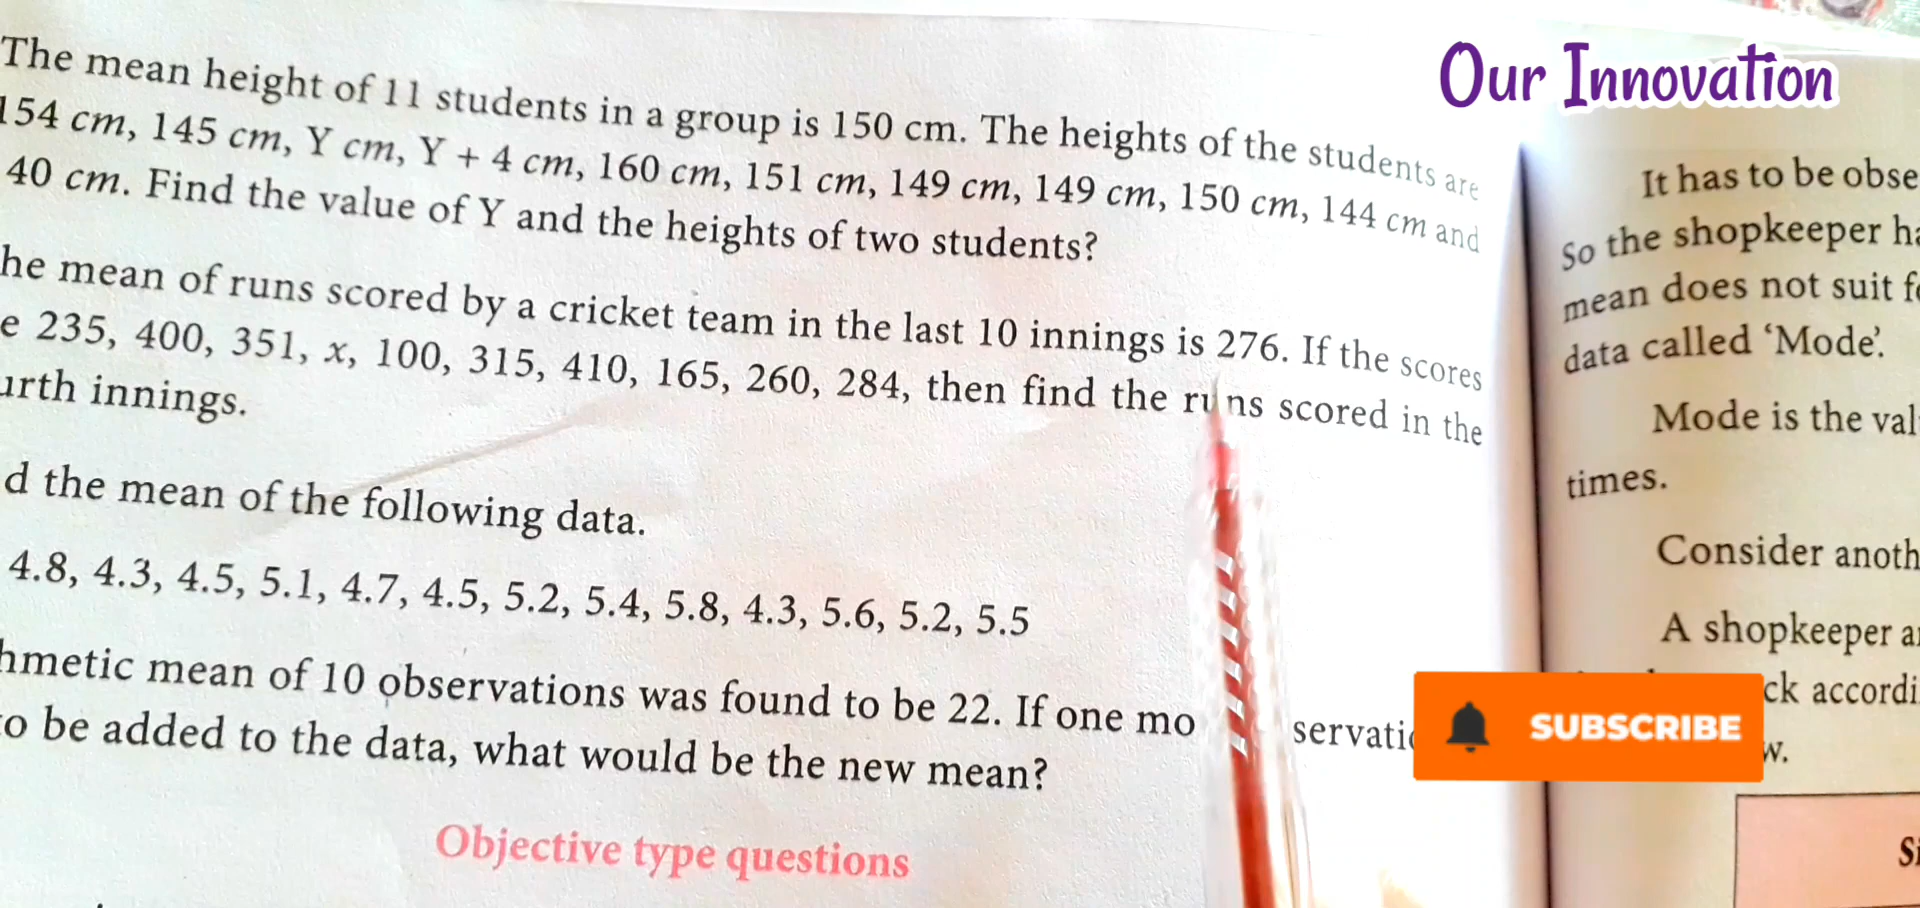 Our Innovation
The mean height of 11 students in a group is 150 cm. The heights of the students are
154 cm, 145 cm, Y cm, Y + 4 cm, 160 cm, 151 cm, 149 cm, 149 cm, 150 cm, 144 cm and
40 cm. Find the value of Y and the heights of two students?
he mean of runs scored by a cricket team in the last 10 innings is 276. If the scores
e 235, 400, 351, x, 100, 315, 410, 165, 260, 284, then find the runs scored in the
urth innings.
d the mean of the following data.
4.8, 4.3, 4.5, 5.1, 4.7, 4.5, 5.2, 5.4, 5.8, 4.3, 5.6, 5.2, 5.5
hmetic mean of 10 observations was found to be 22. If one mo servatio
to be added to the data, what would be the new mean?
Objective type questions
It has to be obse
So the shopkeeper ha
mean does not suit fo
data called ‘Mode’.
Mode is the val
times.
Consider anoth
A shopkeeper a
ck accordi
w.
SUBSCRIBE